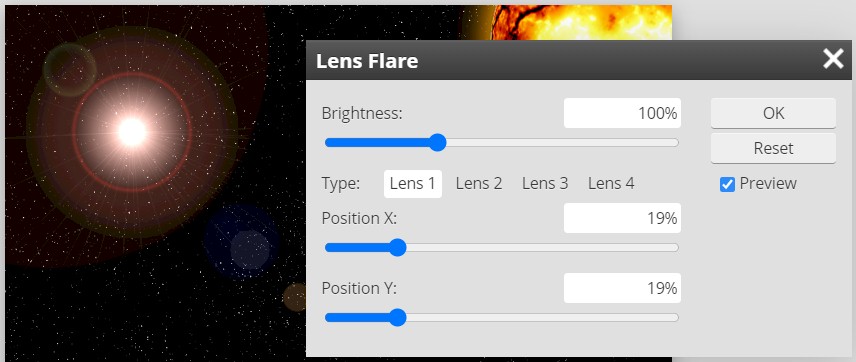 Lens Flare
Brightness: 100% OK
Reset
Type: Lens 1 Lens 2 Lens 3 Lens 4 Preview
Position X: 19%
Position Y: 19%